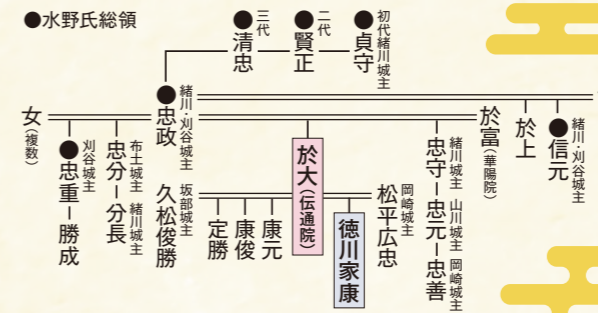 ●水野氏総領
初代緒川城主
●貞守
二代
●賢正
三代
●清忠
緒川・刈谷城主
●信元
於上
於富（華陽院）
緒川・刈谷城主
●忠政
女（複数）
緒川城主 山川城主 岡崎城主
忠守－忠元－忠善
岡崎城主
松平広忠
徳川家康
於大（伝通院）
康元
康俊
定勝
坂部城主
久松俊勝
布土城主 緒川城主
忠分－分長
刈谷城主
●忠重－勝成